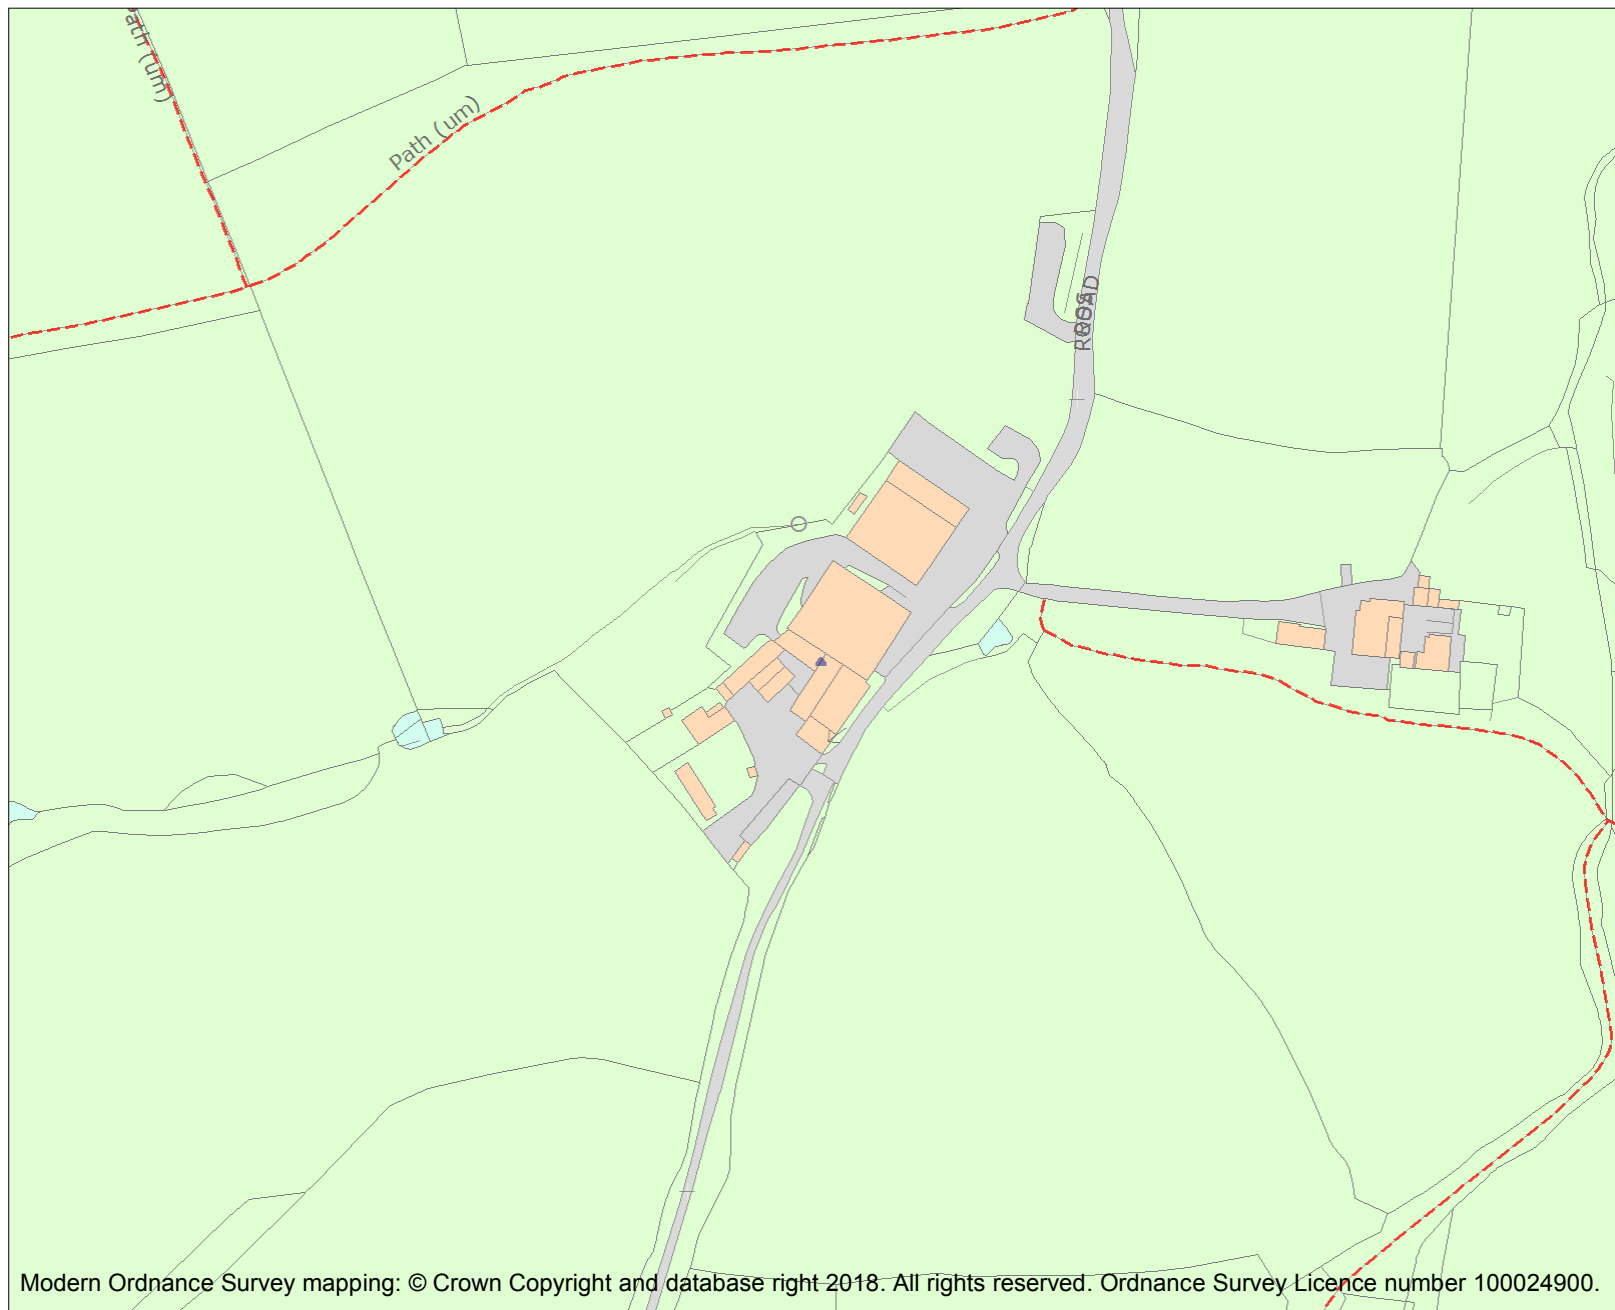 Path (um)
Path (um)
ROAD
Modern Ordnance Survey mapping: © Crown Copyright and database right 2018. All rights reserved. Ordnance Survey Licence number 100024900.